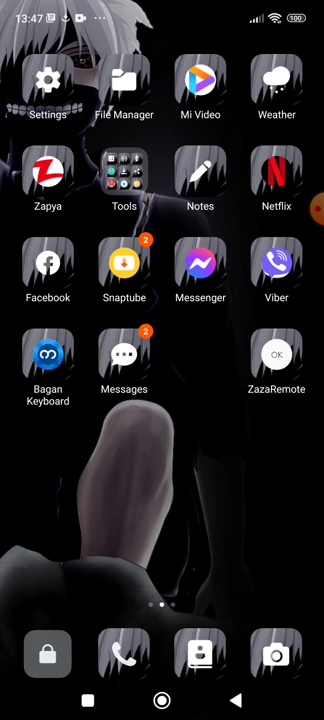 13:47
100
Settings
File Manager
Mi Video
Weather
Zapya
Tools
Notes
Netflix
Facebook
2
Snaptube
Messenger
Viber
Bagan
Keyboard
2
Messages
OK
ZazaRemote